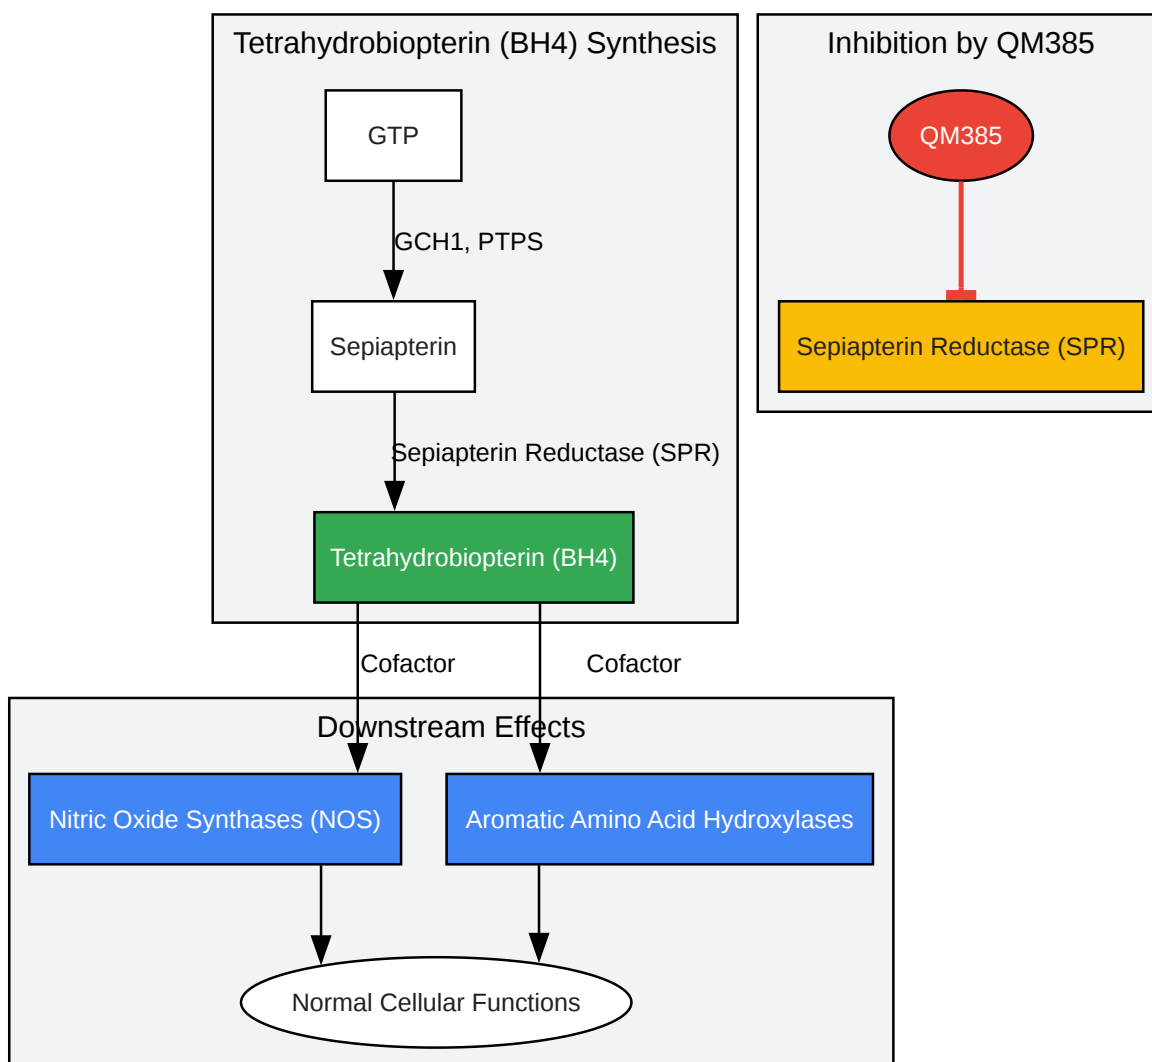 Tetrahydrobiopterin (BH4) Synthesis
GTP
GCH1, PTPS
Sepiapterin
Sepiapterin Reductase (SPR)
Tetrahydrobiopterin (BH4)
Cofactor
Cofactor
Inhibition by QM385
QM385
Sepiapterin Reductase (SPR)
Downstream Effects
Nitric Oxide Synthases (NOS)
Aromatic Amino Acid Hydroxylases
Normal Cellular Functions